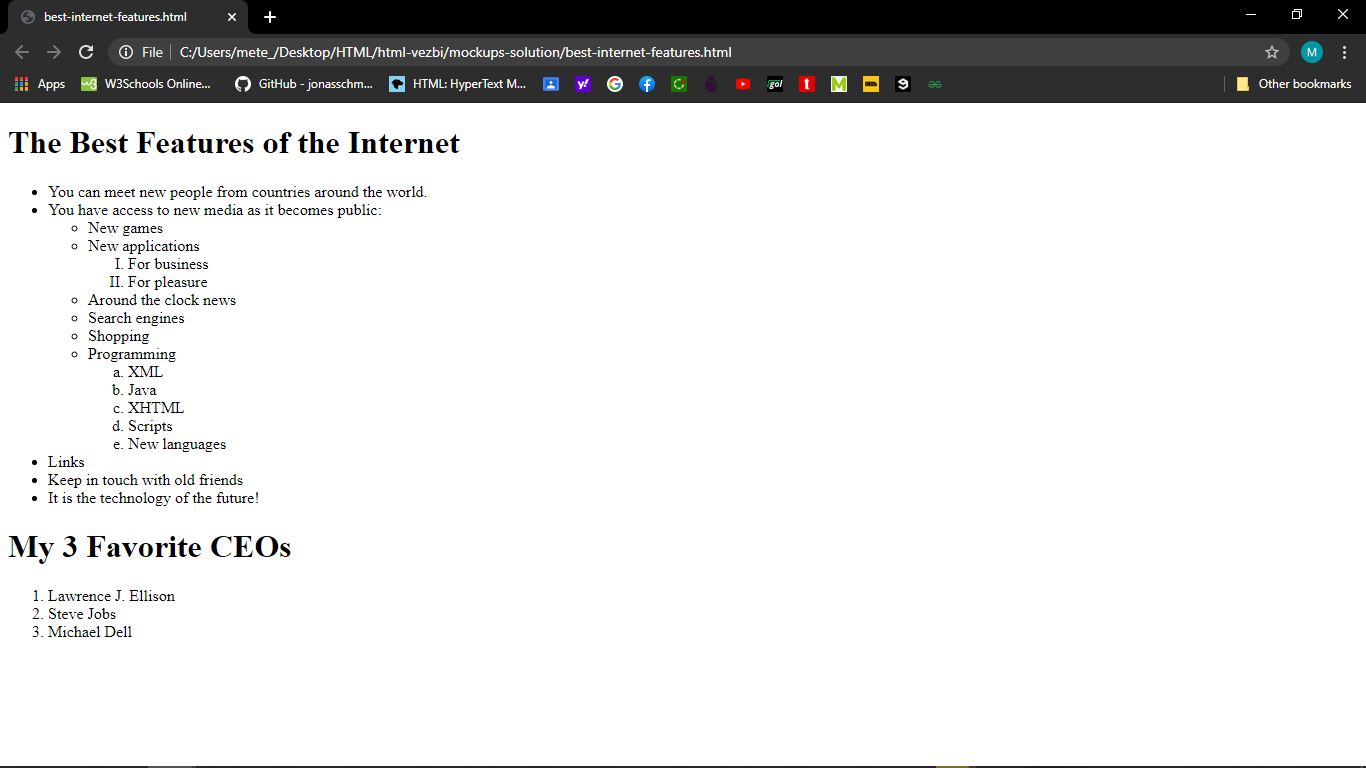 best-internet-features.html
File C:/Users/mete_/Desktop/HTML/html-vezbi/mockups-solution/best-internet-features.html
M
Apps W3Schools Online... GitHub - jonasschm... HTML: HyperText M... Other bookmarks
The Best Features of the Internet
• You can meet new people from countries around the world.
• You have access to new media as it becomes public:
◦ New games
◦ New applications
I. For business
II. For pleasure
◦ Around the clock news
◦ Search engines
◦ Shopping
◦ Programming
a. XML
b. Java
c. XHTML
d. Scripts
e. New languages
• Links
• Keep in touch with old friends
• It is the technology of the future!
My 3 Favorite CEOs
1. Lawrence J. Ellison
2. Steve Jobs
3. Michael Dell